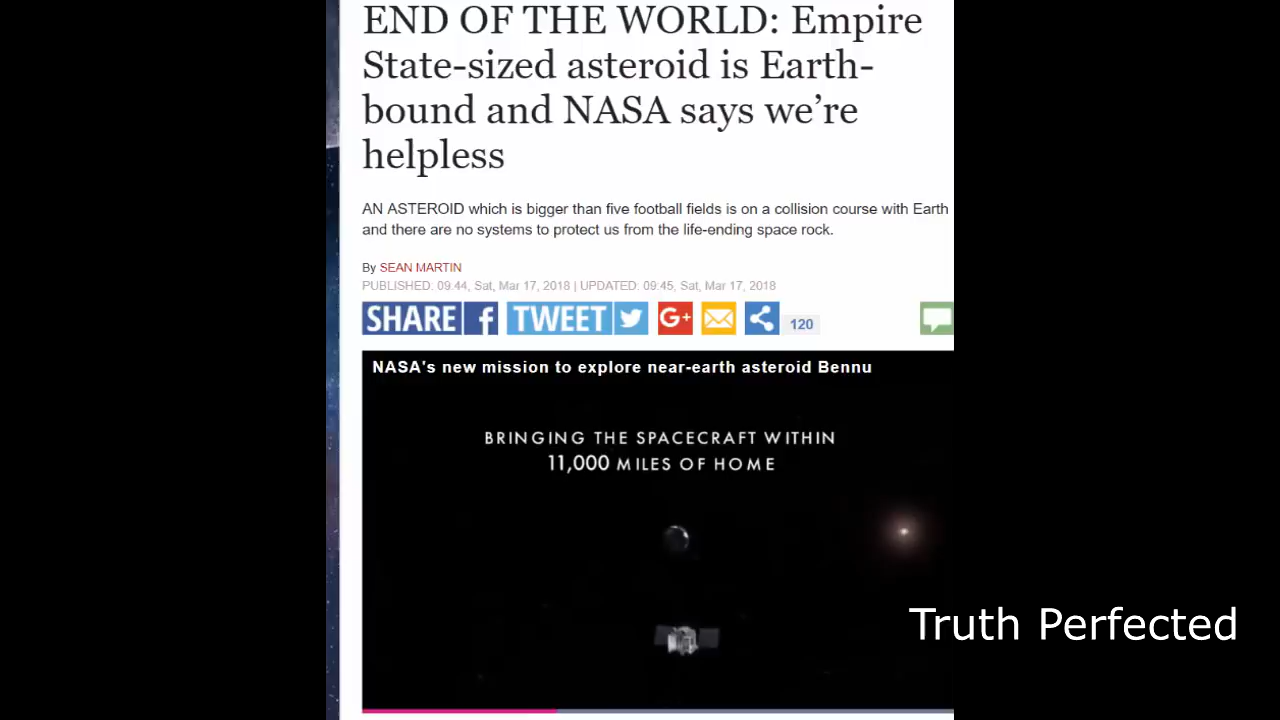 END OF THE WORLD: Empire
State-sized asteroid is Earth-
bound and NASA says we’re
helpless
AN ASTEROID which is bigger than five football fields is on a collision course with Earth
and there are no systems to protect us from the life-ending space rock.
By SEAN MARTIN
PUBLISHED: 09:44, Sat, Mar 17, 2018 | UPDATED: 09:45, Sat, Mar 17, 2018
SHARE f TWEET G+ 120
NASA's new mission to explore near-earth asteroid Bennu
BRINGING THE SPACECRAFT WITHIN
11,000 MILES OF HOME
Truth Perfected